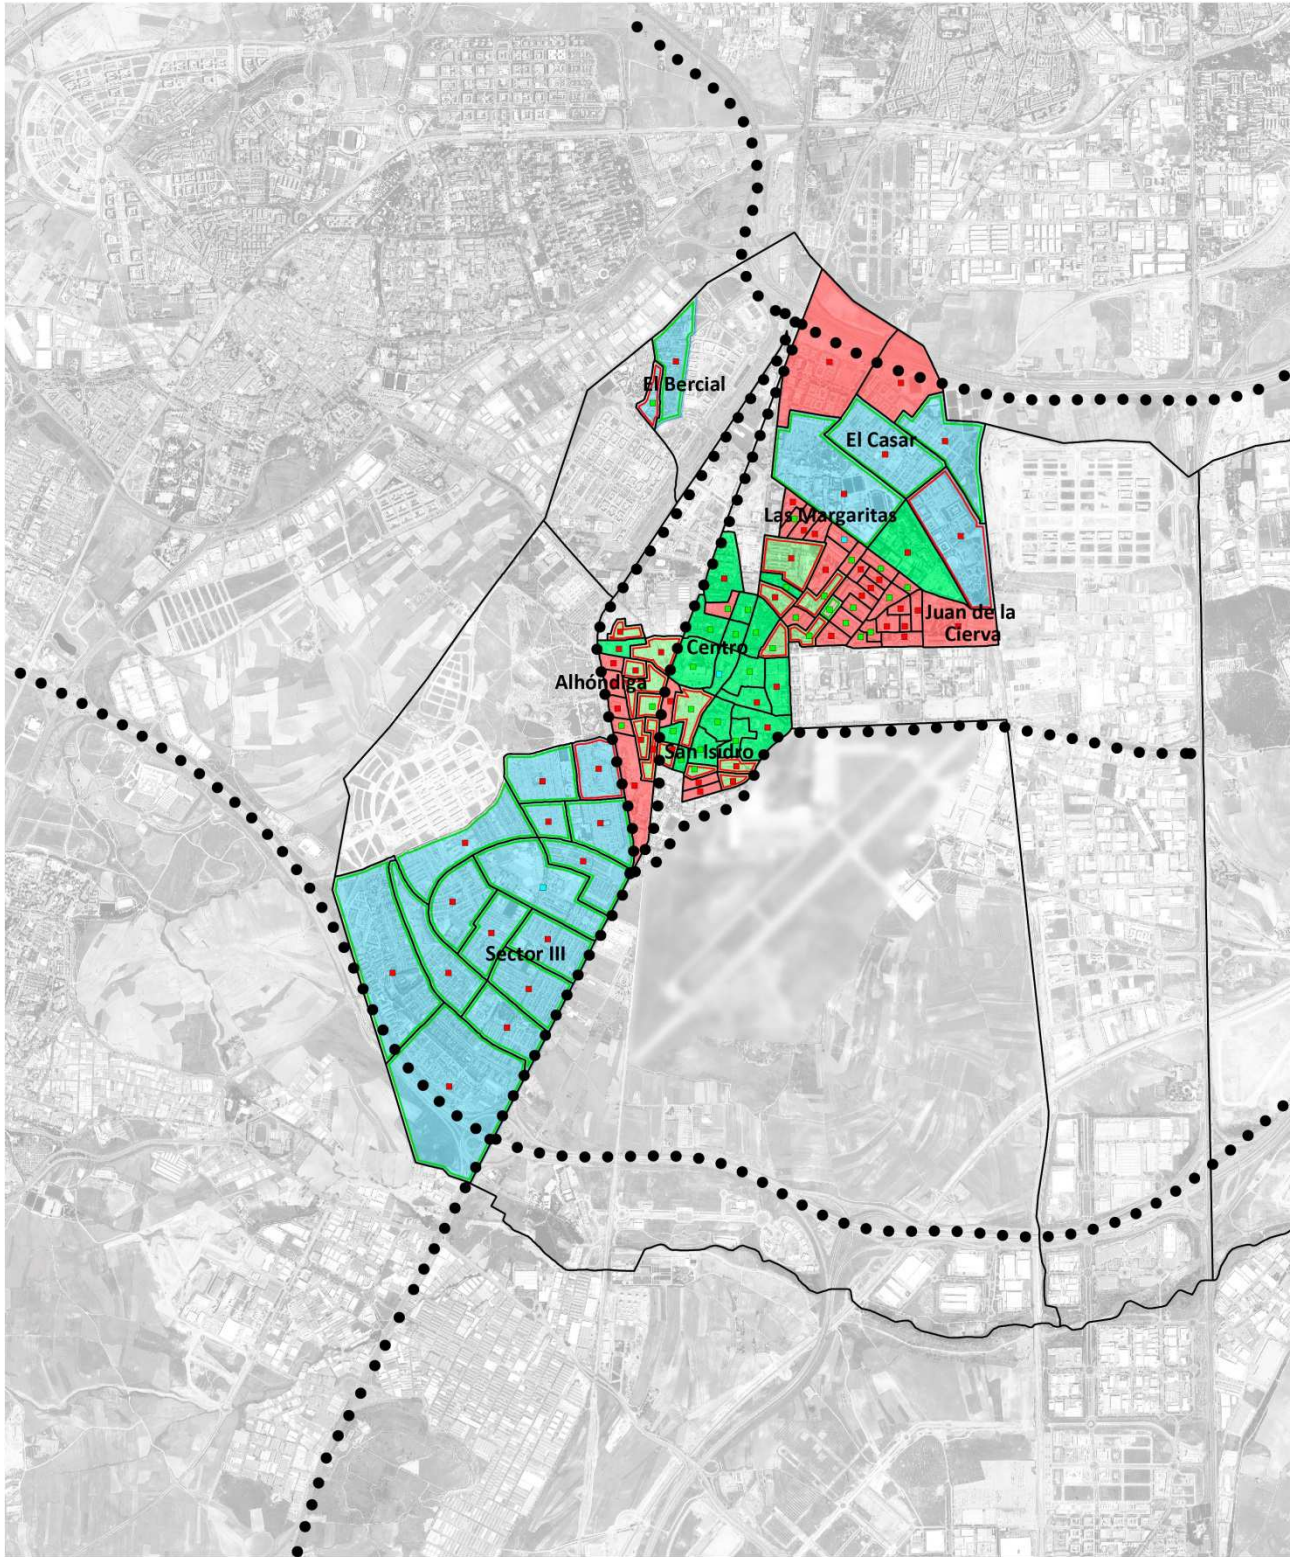 El Bercial
El Casar
Las Margaritas
Juan de la
Cierva
Centro
Alhóndiga
San Isidro
Sector III